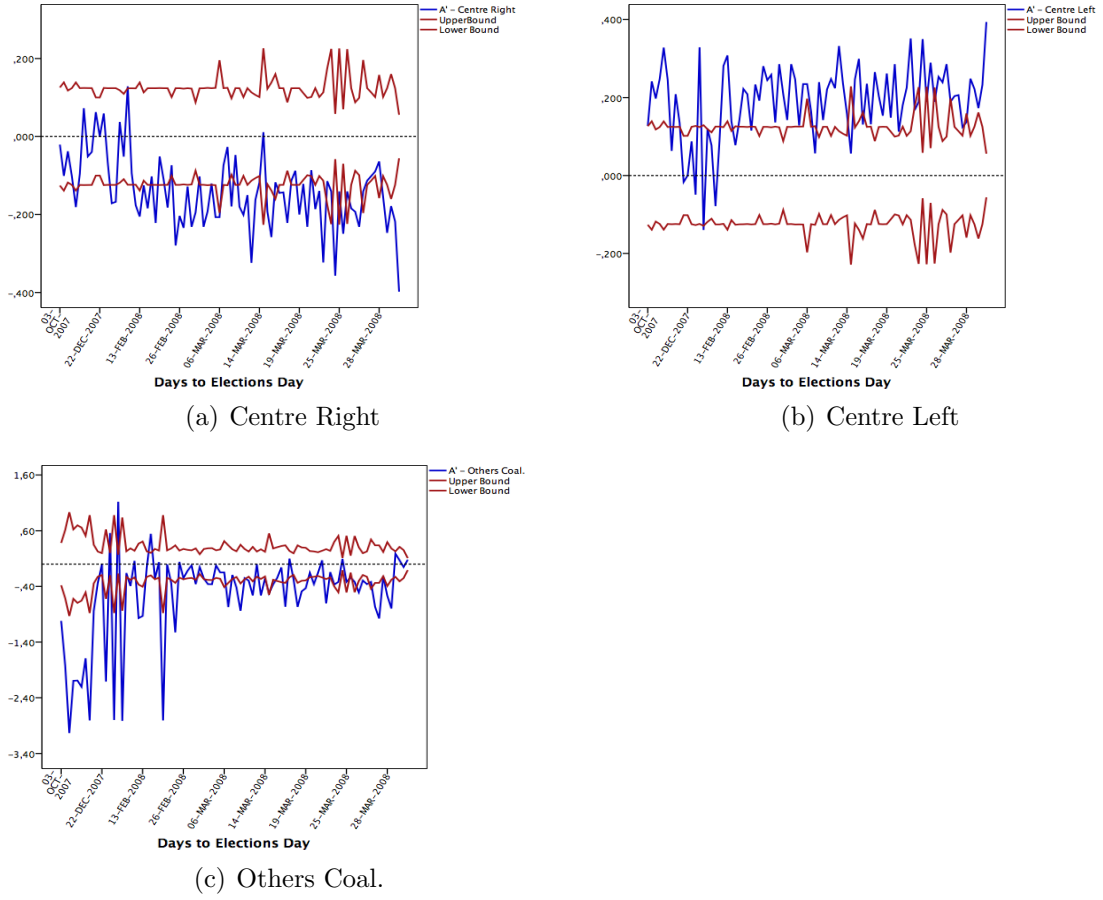 A' – Centre Right
UpperBound
Lower Bound
,200
,000
–,200
–,400
03–
OCT–
2007
22–DEC–2007
13–FEB–2008
26–FEB–2008
06–MAR–2008
14–MAR–2008
19–MAR–2008
25–MAR–2008
28–MAR–2008
Days to Elections Day
(a) Centre Right
A' – Centre Left
Upper Bound
Lower Bound
,400
,200
,000
–,200
03–
OCT–
2007
22–DEC–2007
13–FEB–2008
26–FEB–2008
06–MAR–2008
14–MAR–2008
19–MAR–2008
25–MAR–2008
28–MAR–2008
Days to Elections Day
(b) Centre Left
A' – Others Coal.
Upper Bound
Lower Bound
1,60
,60
–,40
–1,40
–2,40
–3,40
03–
OCT–
2007
22–DEC–2007
13–FEB–2008
26–FEB–2008
06–MAR–2008
14–MAR–2008
19–MAR–2008
25–MAR–2008
28–MAR–2008
Days to Elections Day
(c) Others Coal.